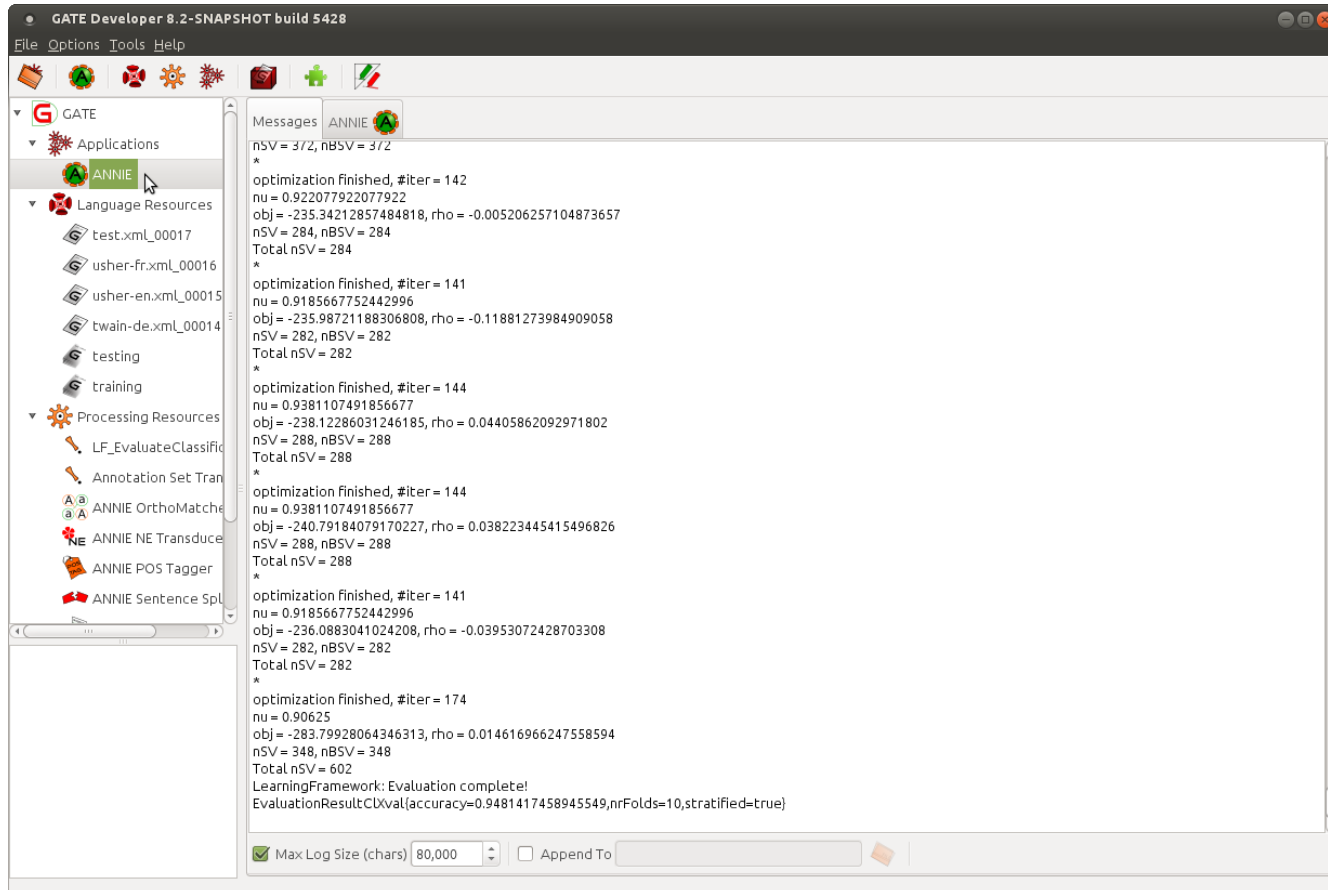 GATE Developer 8.2-SNAPSHOT build 5428
File Options Tools Help
GATE
Applications
ANNIE
Language Resources
test.xml_00017
usher-fr.xml_00016
usher-en.xml_00015
twain-de.xml_00014
testing
training
Processing Resources
LF_EvaluateClassific
Annotation Set Tran
ANNIE OrthoMatche
ANNIE NE Transduce
ANNIE POS Tagger
ANNIE Sentence Spl
Messages ANNIE
nSV = 372, nBSV = 372
*
optimization finished, #iter = 142
nu = 0.922077922077922
obj = -235.34212857484818, rho = -0.005206257104873657
nSV = 284, nBSV = 284
Total nSV = 284
*
optimization finished, #iter = 141
nu = 0.9185667752442996
obj = -235.98721188306808, rho = -0.11881273984909058
nSV = 282, nBSV = 282
Total nSV = 282
*
optimization finished, #iter = 144
nu = 0.9381107491856677
obj = -238.12286031246185, rho = 0.04405862092971802
nSV = 288, nBSV = 288
Total nSV = 288
*
optimization finished, #iter = 144
nu = 0.9381107491856677
obj = -240.79184079170227, rho = 0.038223445415496826
nSV = 288, nBSV = 288
Total nSV = 288
*
optimization finished, #iter = 141
nu = 0.9185667752442996
obj = -236.0883041024208, rho = -0.03953072428703308
nSV = 282, nBSV = 282
Total nSV = 282
*
optimization finished, #iter = 174
nu = 0.90625
obj = -283.79928064346313, rho = 0.014616966247558594
nSV = 348, nBSV = 348
Total nSV = 602
LearningFramework: Evaluation complete!
EvaluationResultClXval{accuracy=0.9481417458945549,nrFolds=10,stratified=true}
Max Log Size (chars) 80,000 Append To